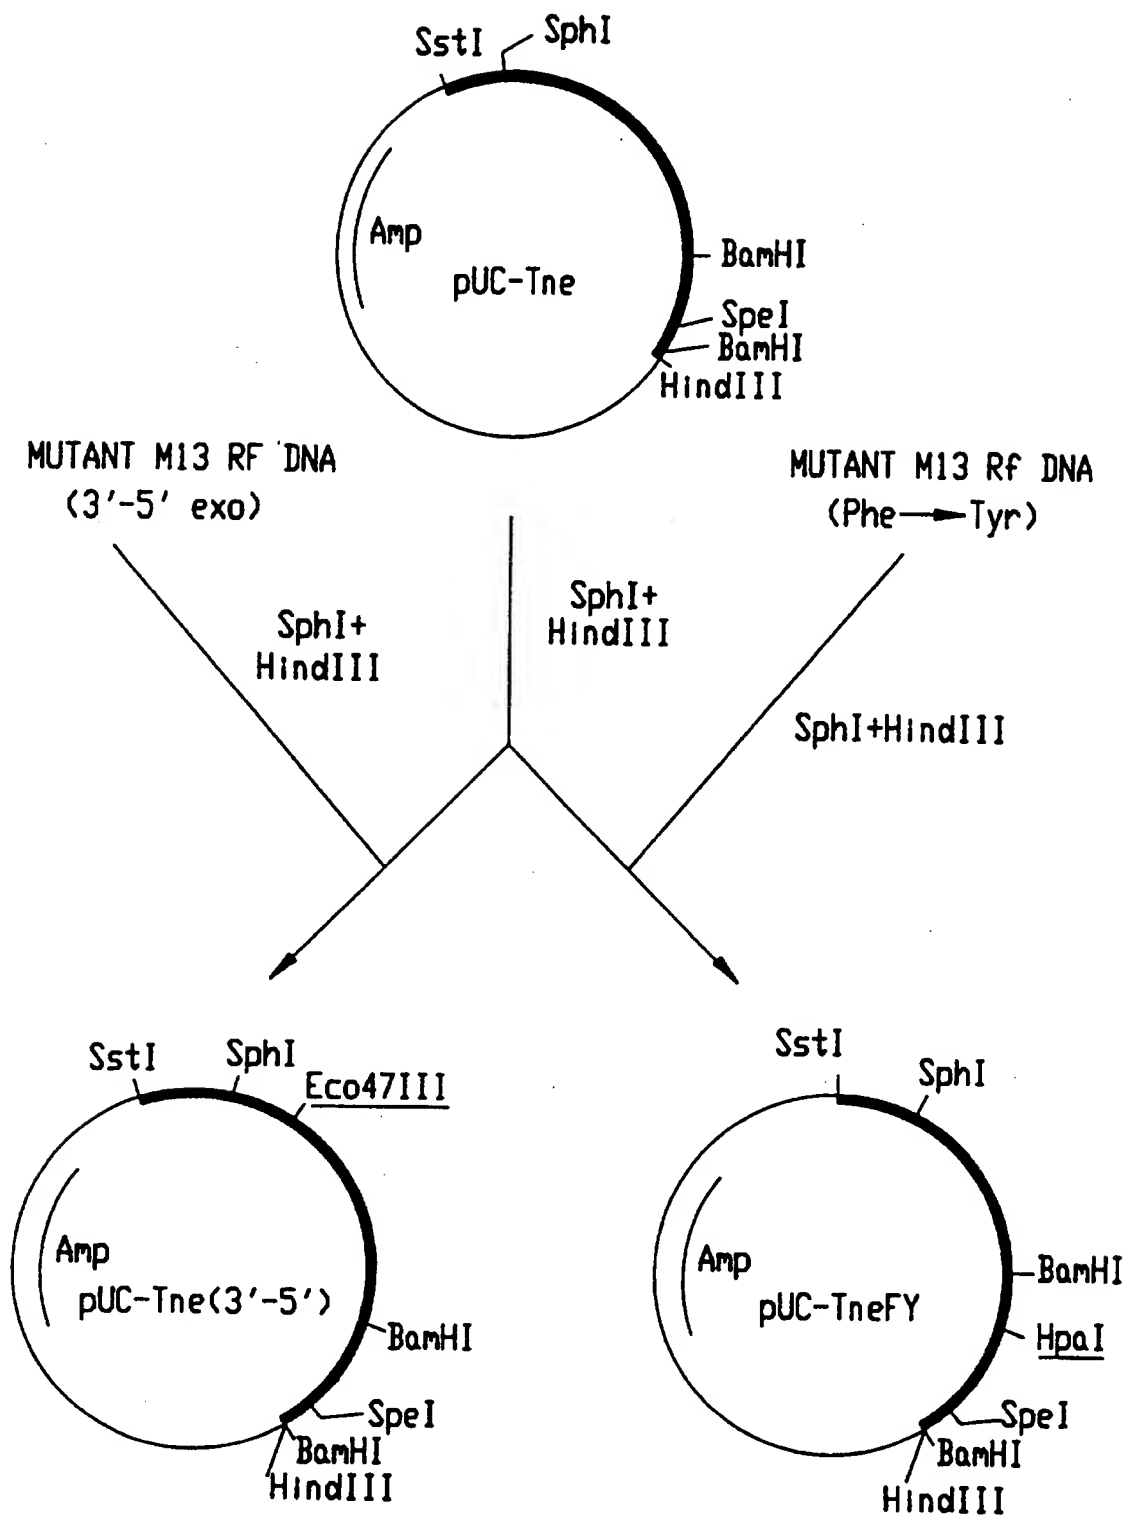 SstI
SphI
Amp
pUC-Tne
BamHI
SpeI
BamHI
HindIII
MUTANT M13 RF DNA
(3'-5' exo)
MUTANT M13 Rf DNA
(Phe→Tyr)
SphI+
HindIII
SphI+
HindIII
SphI+HindIII
SstI
SphI
Eco47III
Amp
pUC-Tne(3'-5')
BamHI
SpeI
BamHI
HindIII
SstI
SphI
Amp
pUC-TneFY
BamHI
HpaI
SpeI
BamHI
HindIII